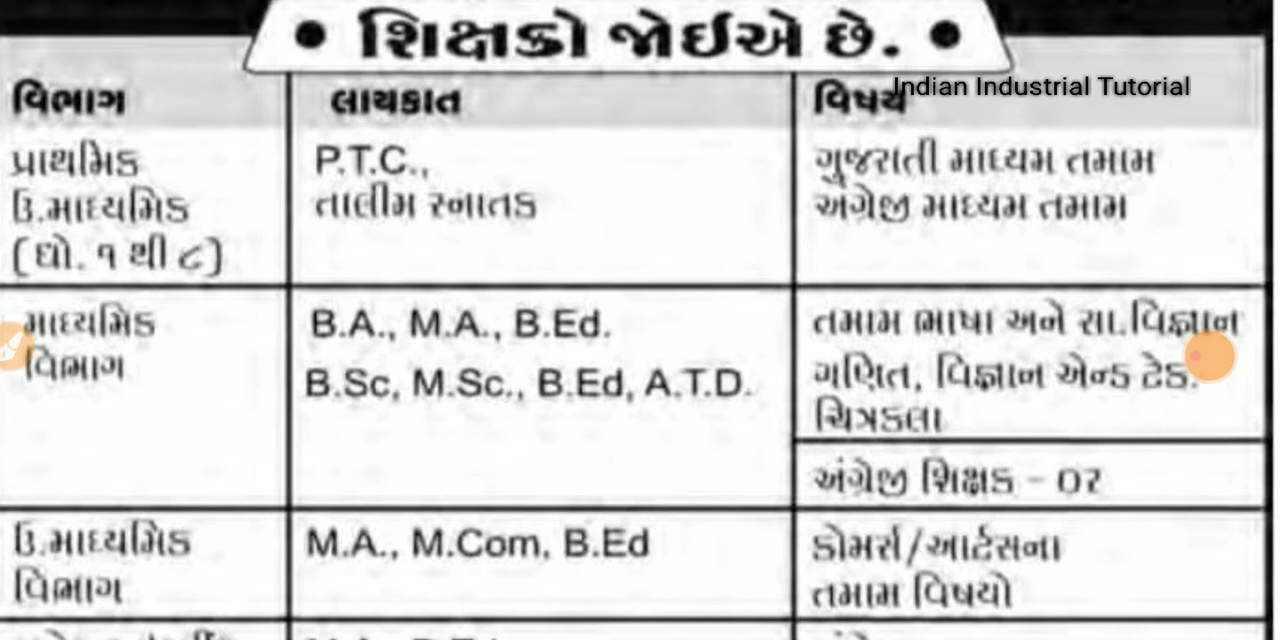 • શિક્ષકો જોઈએ છે. •
વિભાગ
લાયકાત
વિષય
Indian Industrial Tutorial
પ્રાથમિક
ઉ.માધ્યમિક
(ધો. ૧ થી ૮)
P.T.C.,
તાલીમ સ્નાતક
ગુજરાતી માધ્યમ તમામ
અંગ્રેજી માધ્યમ તમામ
માધ્યમિક
વિભાગ
B.A., M.A., B.Ed.
B.Sc, M.Sc., B.Ed, A.T.D.
તમામ ભાષા અને સા.વિજ્ઞાન
ગણિત, વિજ્ઞાન એન્ડ ટેક.
ચિત્રકલા
અંગ્રેજી શિક્ષક - ૦૨
ઉ.માધ્યમિક
વિભાગ
M.A., M.Com, B.Ed
કોમર્સ/આર્ટસના
તમામ વિષયો